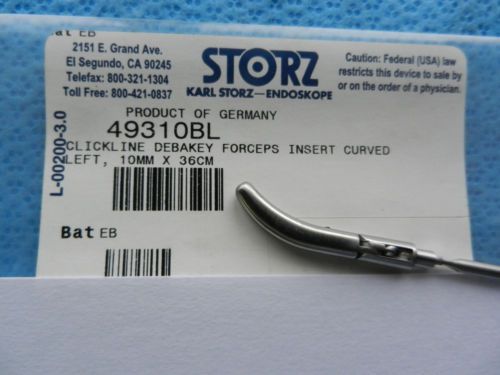 Bat EB
2151 E. Grand Ave.
El Segundo, CA 90245
Telefax: 800-321-1304
Toll Free: 800-421-0837
STORZ
KARL STORZ—ENDOSKOPE
Caution: Federal (USA) law
restricts this device to sale by
or on the order of a physician.
L-00200-3.0
PRODUCT OF GERMANY
49310BL
CLICKLINE DEBAKEY FORCEPS INSERT CURVED
LEFT, 10MM X 36CM
Bat EB